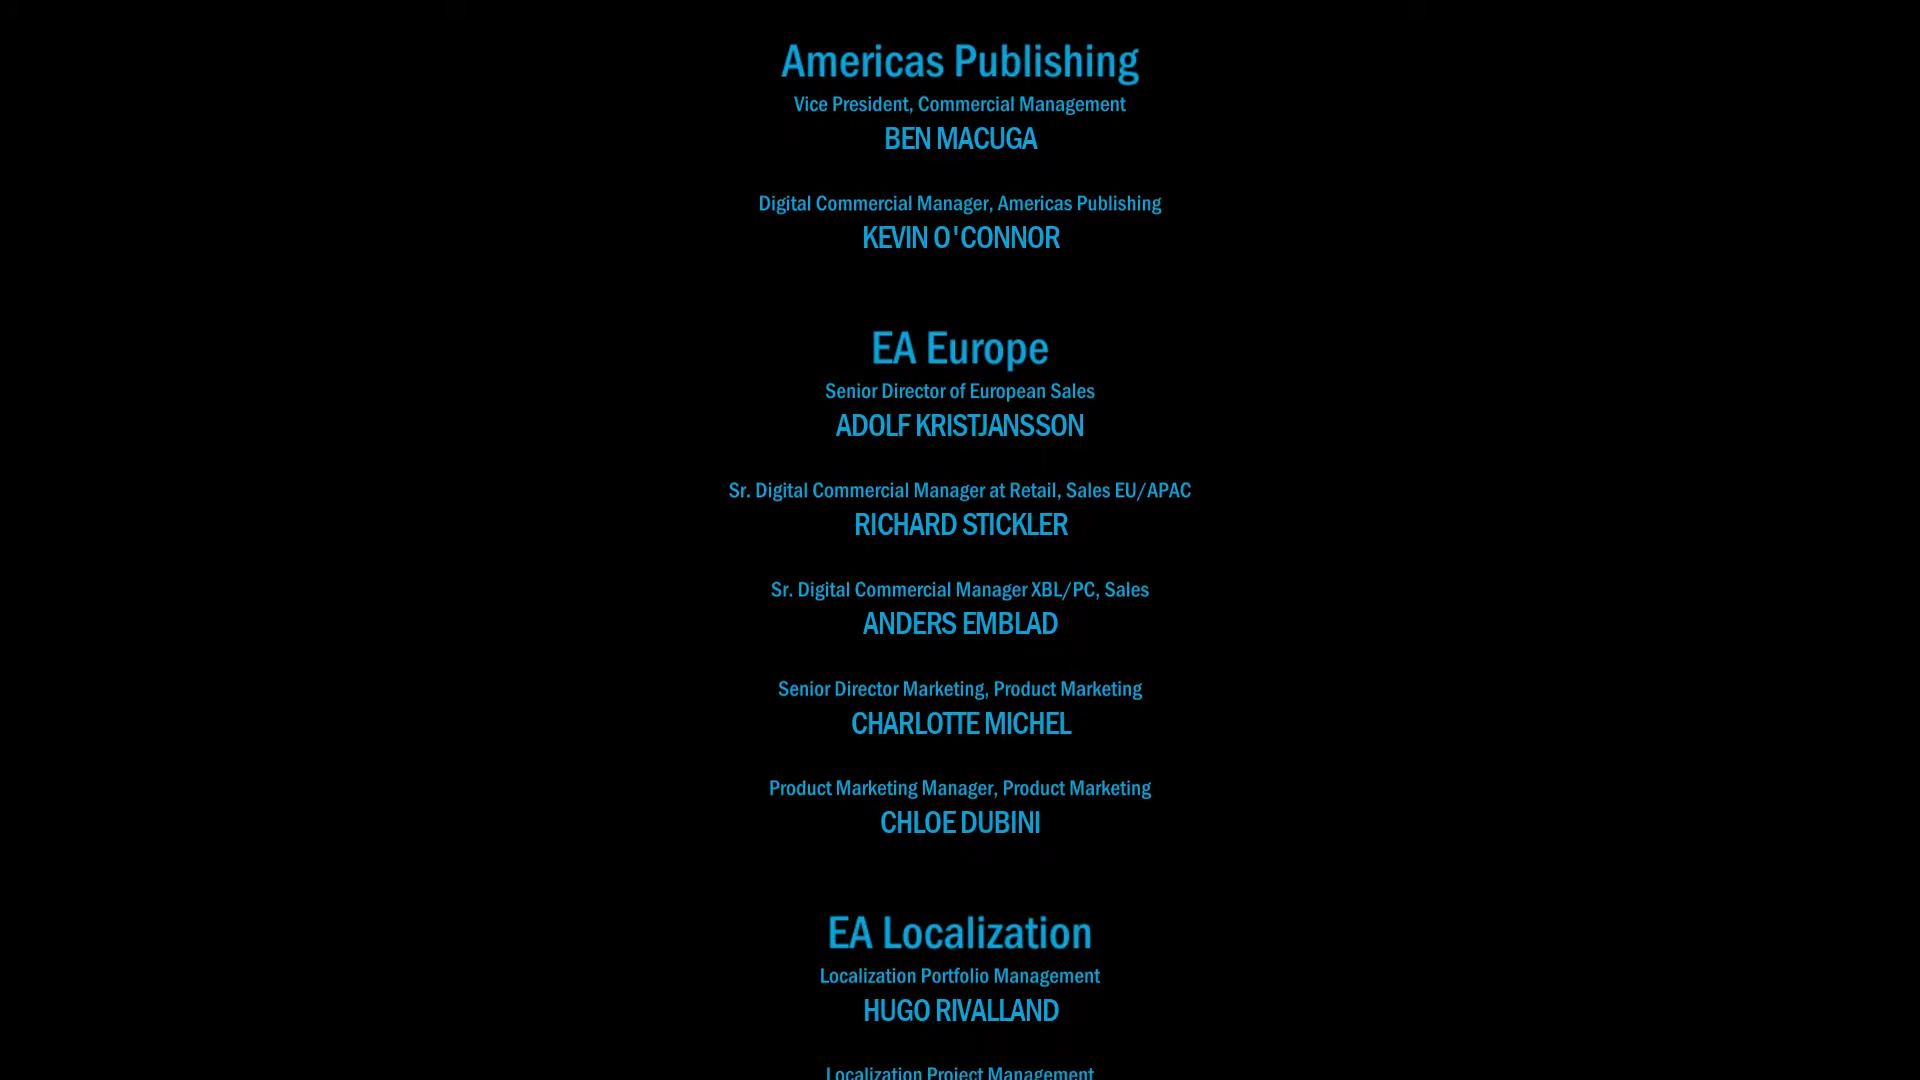 Americas Publishing
Vice President, Commercial Management
BEN MACUGA
Digital Commercial Manager, Americas Publishing
KEVIN O'CONNOR
EA Europe
Senior Director of European Sales
ADOLF KRISTJANSSON
Sr. Digital Commercial Manager at Retail, Sales EU/APAC
RICHARD STICKLER
Sr. Digital Commercial Manager XBL/PC, Sales
ANDERS EMBLAD
Senior Director Marketing, Product Marketing
CHARLOTTE MICHEL
Product Marketing Manager, Product Marketing
CHLOE DUBINI
EA Localization
Localization Portfolio Management
HUGO RIVALLAND
Localization Project Management